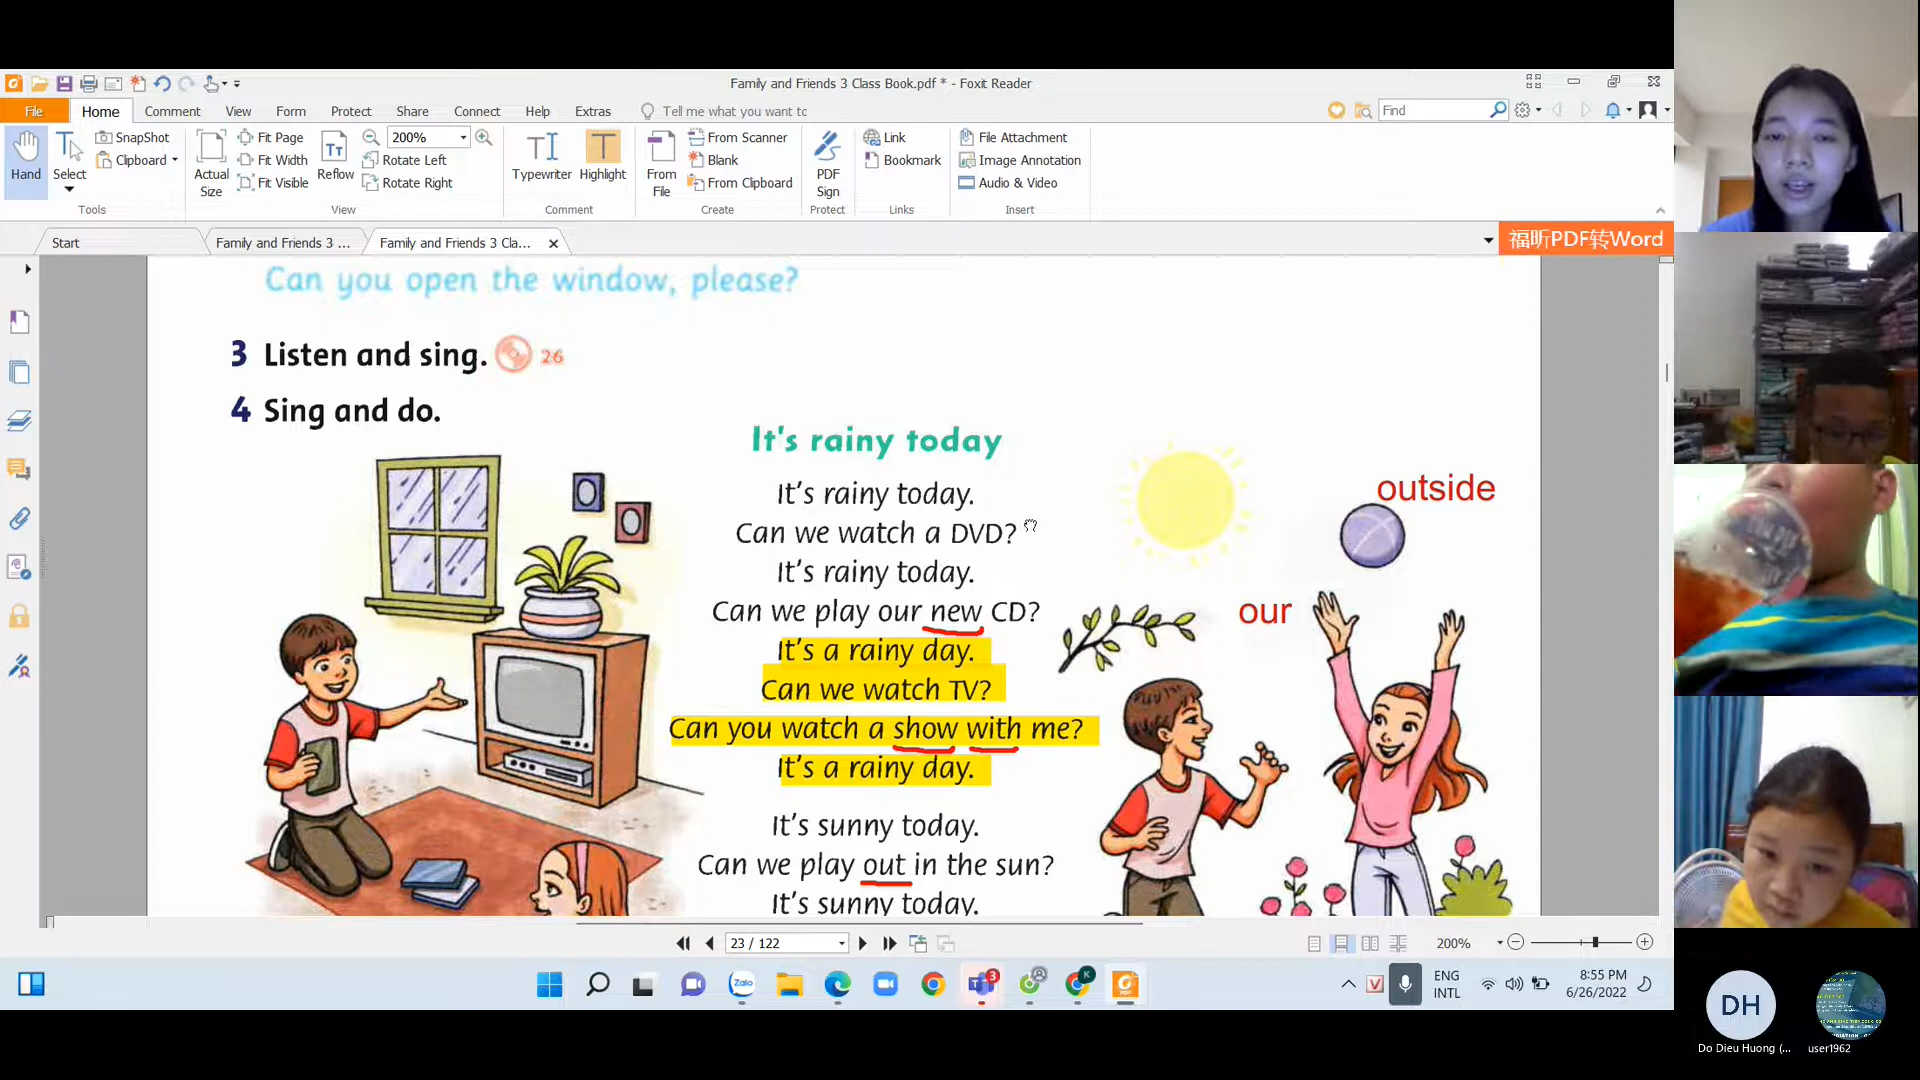 Family and Friends 3 Class Book.pdf * - Foxit Reader
File Home Comment View Form Protect Share Connect Help Extras Tell me what you want to Find
Hand
Select
SnapShot
Clipboard
Tools
Actual Size
Fit Page
Fit Width
Fit Visible
Reflow
200%
Rotate Left
Rotate Right
View
Typewriter
Highlight
Comment
From File
From Scanner
Blank
From Clipboard
Create
PDF Sign
Protect
Link
Bookmark
Links
File Attachment
Image Annotation
Audio & Video
Insert
Start
Family and Friends 3 ...
Family and Friends 3 Cla...
福昕PDF转Word
Can you open the window, please?
3 Listen and sing. 26
4 Sing and do.
It's rainy today
It's rainy today.
Can we watch a DVD?
It's rainy today.
Can we play our new CD?
It's a rainy day.
Can we watch TV?
Can you watch a show with me?
It's a rainy day.
It's sunny today.
Can we play out in the sun?
It's sunny today.
outside
our
23 / 122
200%
Zalo
3
K
V
ENG
INTL
8:55 PM
6/26/2022
DH
Do Dieu Huong (...
user1962